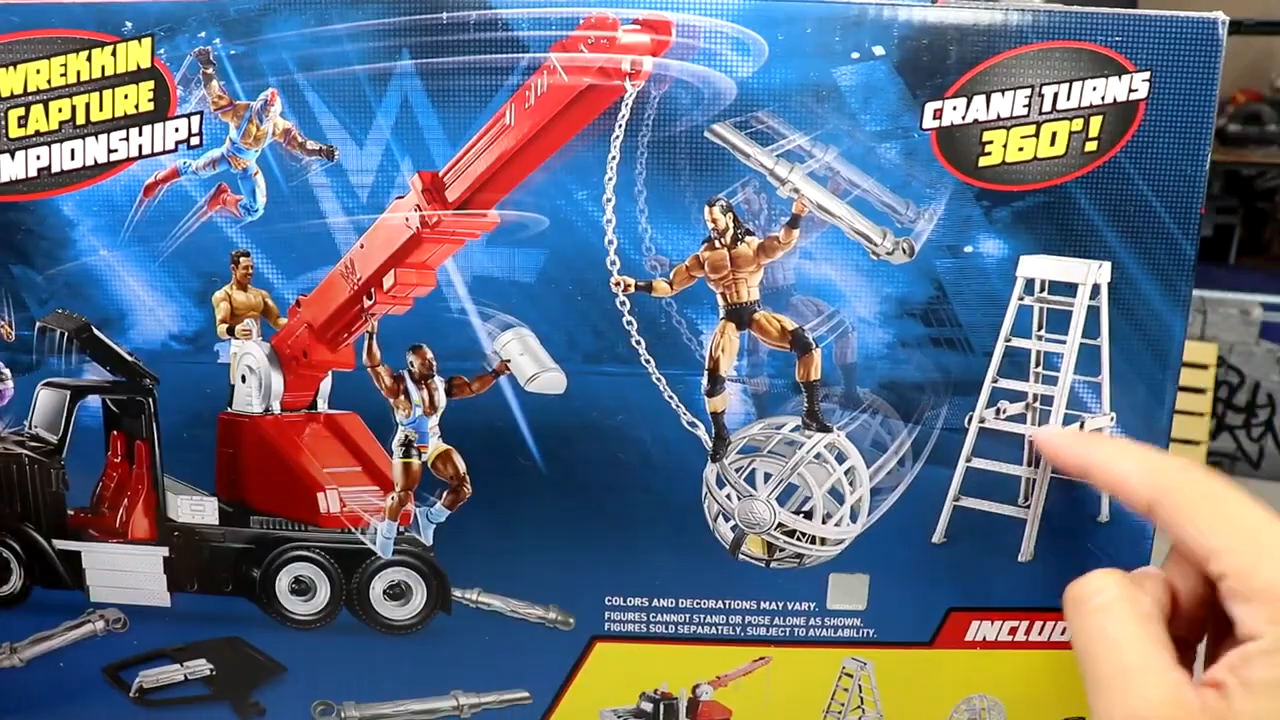 WREKKIN
CAPTURE
MPIONSHIP!
CRANE TURNS
360°!
COLORS AND DECORATIONS MAY VARY.
FIGURES CANNOT STAND OR POSE ALONE AS SHOWN.
FIGURES SOLD SEPARATELY, SUBJECT TO AVAILABILITY.
INCLUD